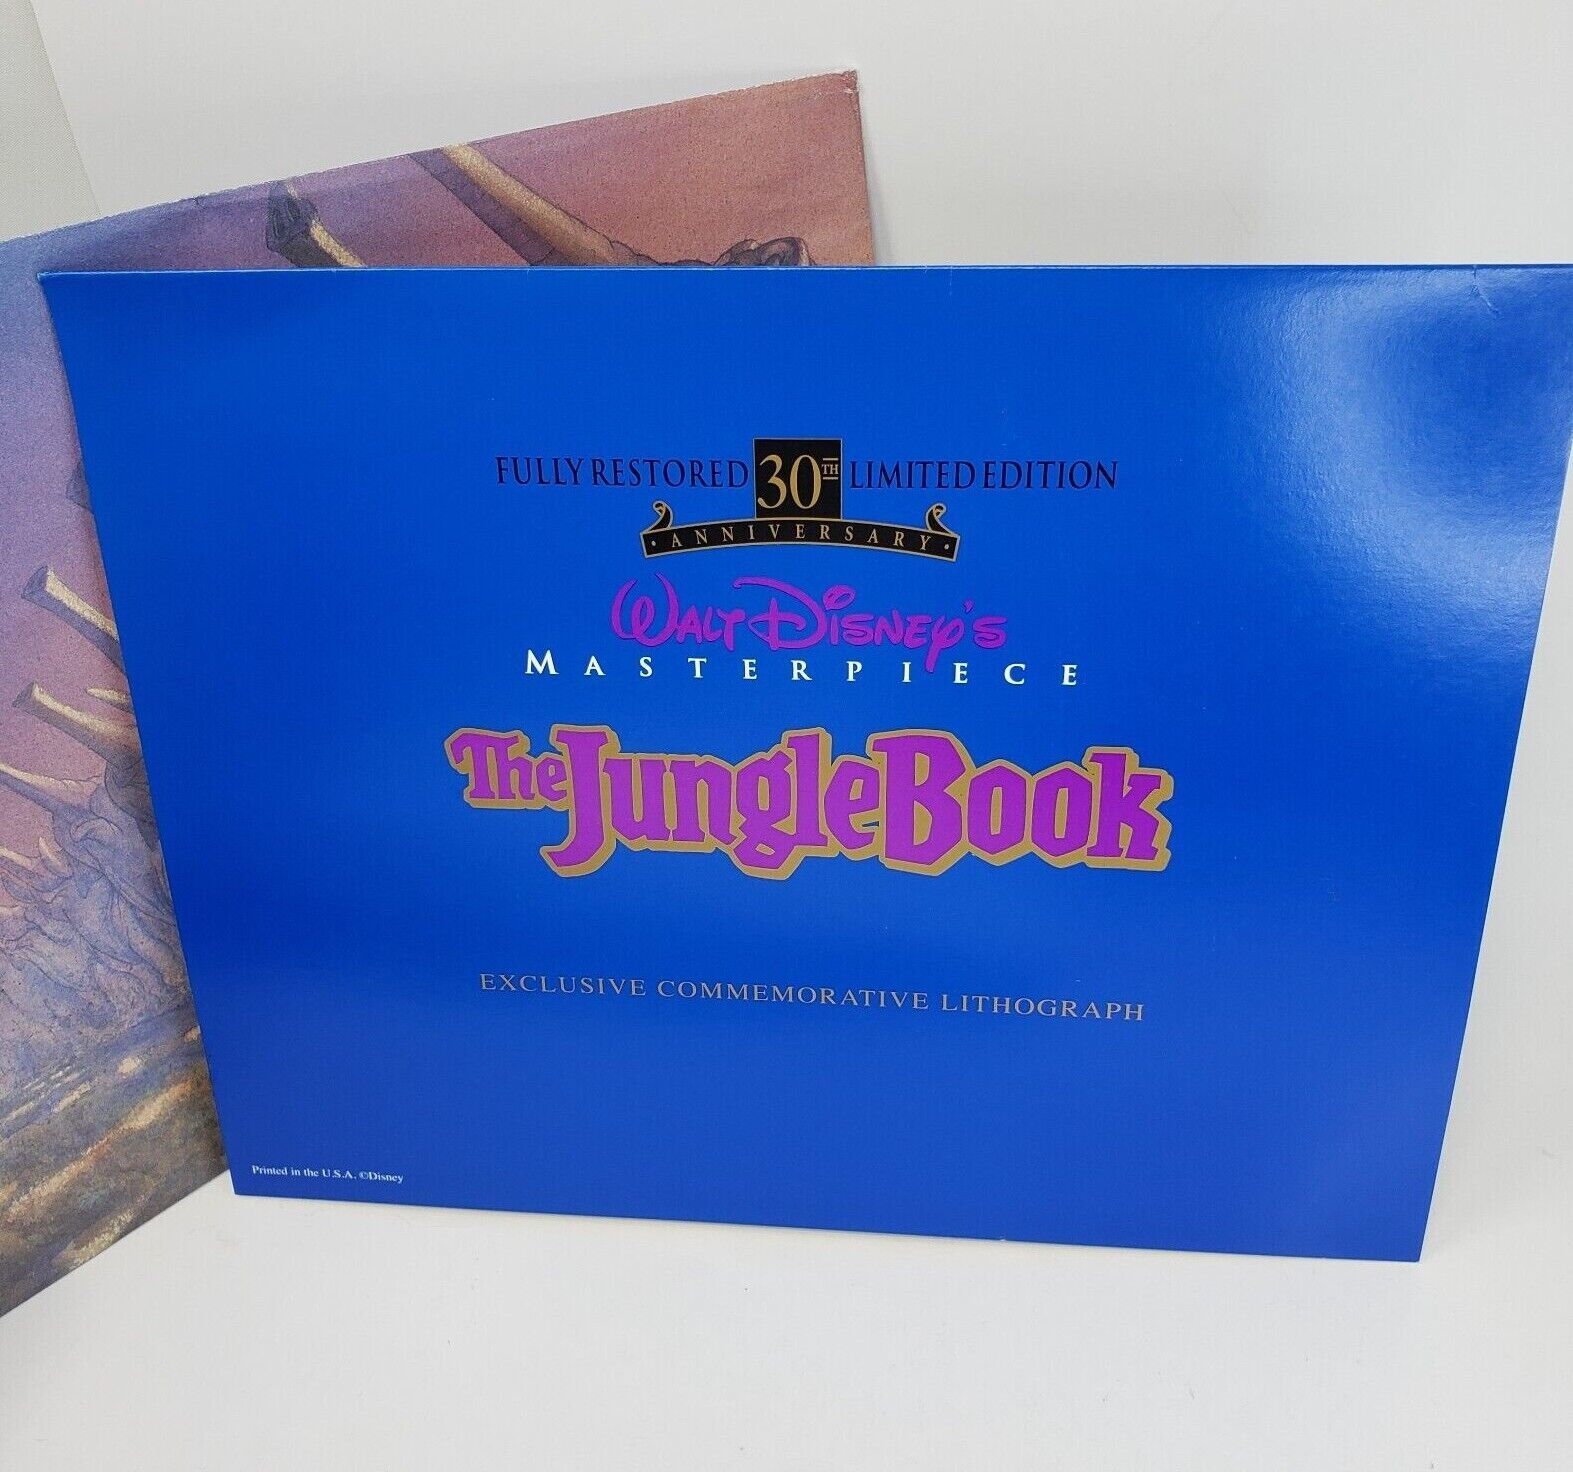 FULLY RESTORED 30TH LIMITED EDITION
· ANNIVERSARY ·
WALT DISNEY'S
MASTERPIECE
The Jungle Book
EXCLUSIVE COMMEMORATIVE LITHOGRAPH
Printed in the U.S.A. ©Disney